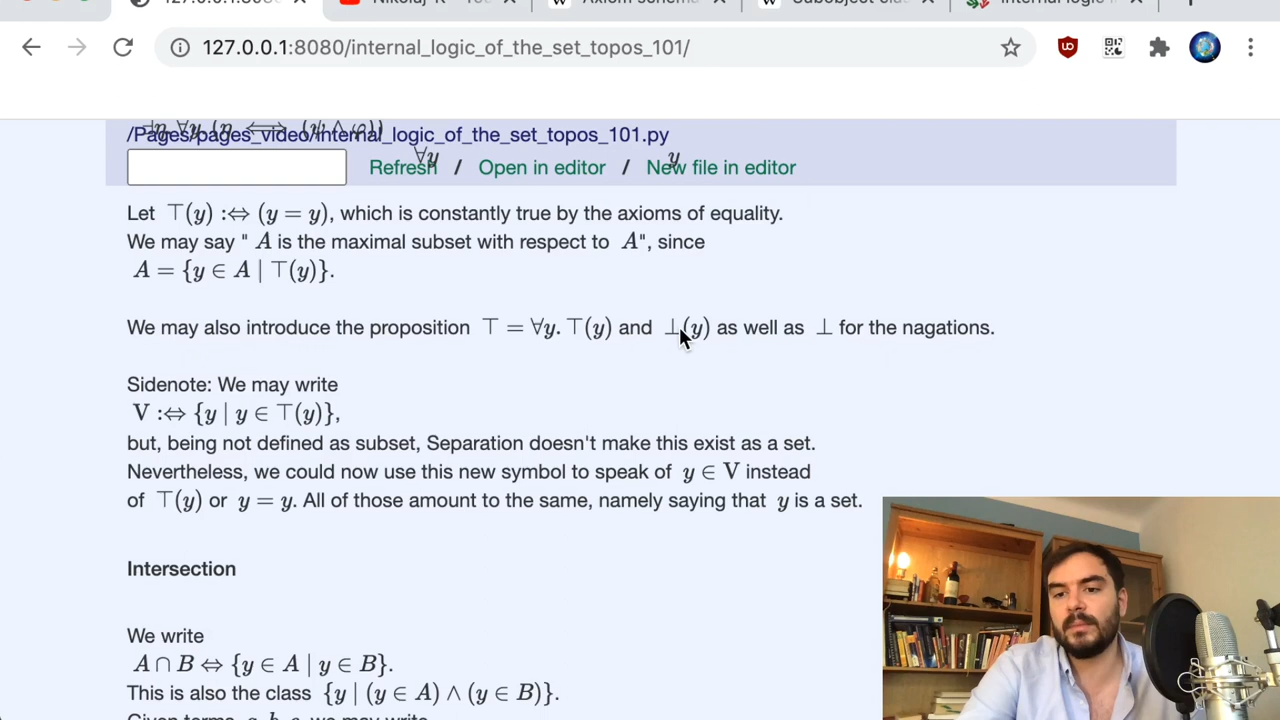 127.0.0.1:8080/internal_logic_of_the_set_topos_101/
∀y (η ⟺ (ψ ∧ φ))
/Pages/pages_video/internal_logic_of_the_set_topos_101.py
∀y
y
Refresh / Open in editor / New file in editor
Let ⊤(y) :⇔ (y = y), which is constantly true by the axioms of equality.
We may say " A is the maximal subset with respect to A", since
A = {y ∈ A | ⊤(y)}.
We may also introduce the proposition ⊤ = ∀y. ⊤(y) and ⊥(y) as well as ⊥ for the nagations.
Sidenote: We may write
V :⇔ {y | y ∈ ⊤(y)},
but, being not defined as subset, Separation doesn't make this exist as a set.
Nevertheless, we could now use this new symbol to speak of y ∈ V instead
of ⊤(y) or y = y. All of those amount to the same, namely saying that y is a set.
Intersection
We write
A ∩ B ⇔ {y ∈ A | y ∈ B}.
This is also the class {y | (y ∈ A) ∧ (y ∈ B)}.
Given terms a, b, c, we may write